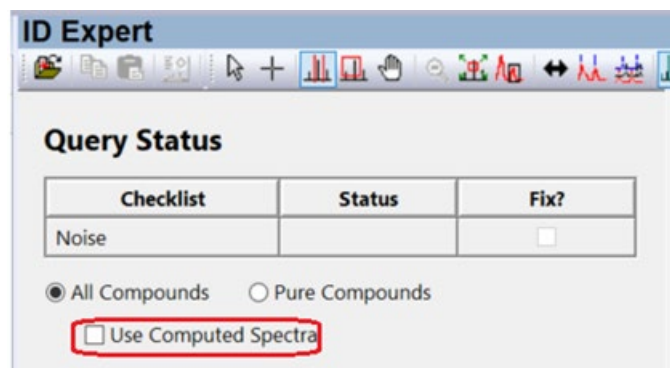 ID Expert
Query Status
Checklist Status Fix?
Noise
All Compounds Pure Compounds
Use Computed Spectra